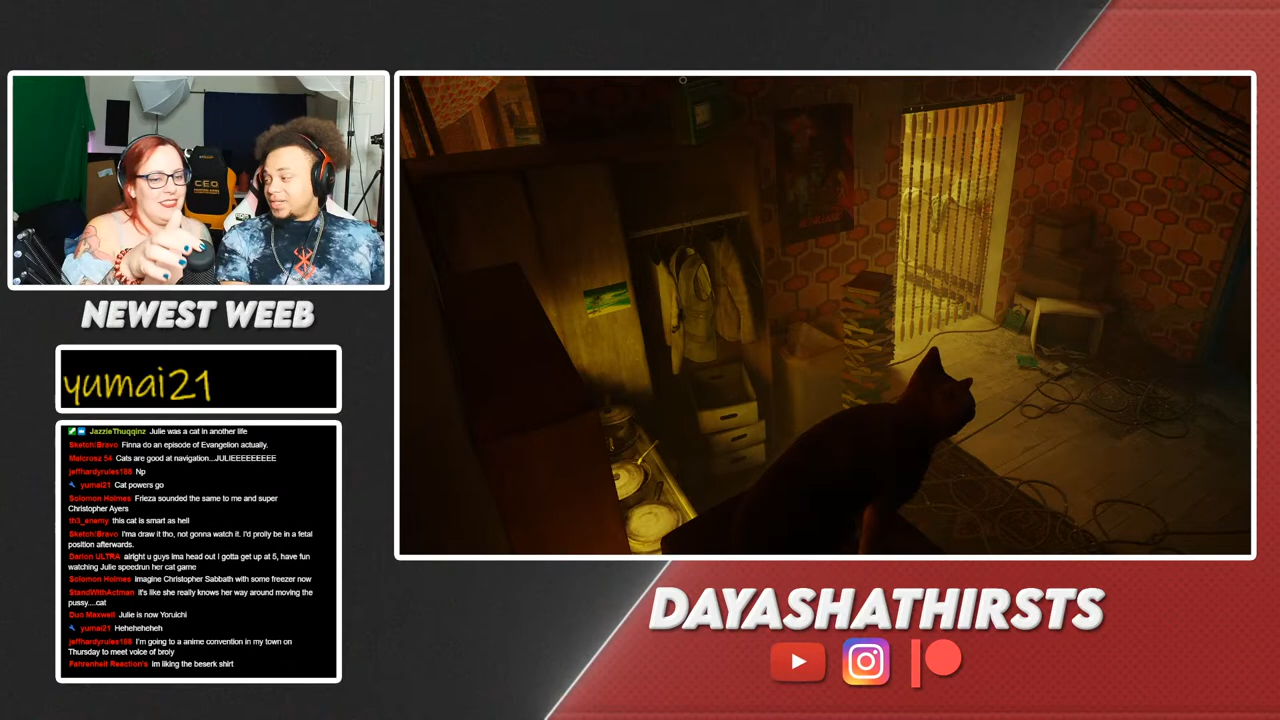 NEWEST WEEB
yumai21
JazzieThuqqinz Julie was a cat in another life
Sketch!Bravo Finna do an episode of Evangelion actually.
Malcrosz 54 Cats are good at navigation...JULIEEEEEEEEE
jeffhardyrules188 Np
yumai21 Cat powers go
Solomon Holmes Frieza sounded the same to me and super
Christopher Ayers
th3_enemy this cat is smart as hell
Sketch!Bravo I'ma draw it tho, not gonna watch it. I'd prolly be in a fetal
position afterwards.
Darion ULTRA alright u guys Ima head out I gotta get up at 5, have fun
watching Julie speedrun her cat game
Solomon Holmes Imagine Christopher Sabbath with some freezer now
StandWithActman it's like she really knows her way around moving the
pussy....cat
Duo Maxwell Julie is now Yoruichi
yumai21 Heheheheheh
jeffhardyrules188 I'm going to a anime convention in my town on
Thursday to meet voice of broly
Fahrenheit Reaction's im liking the beserk shirt
DAYASHATHIRSTS